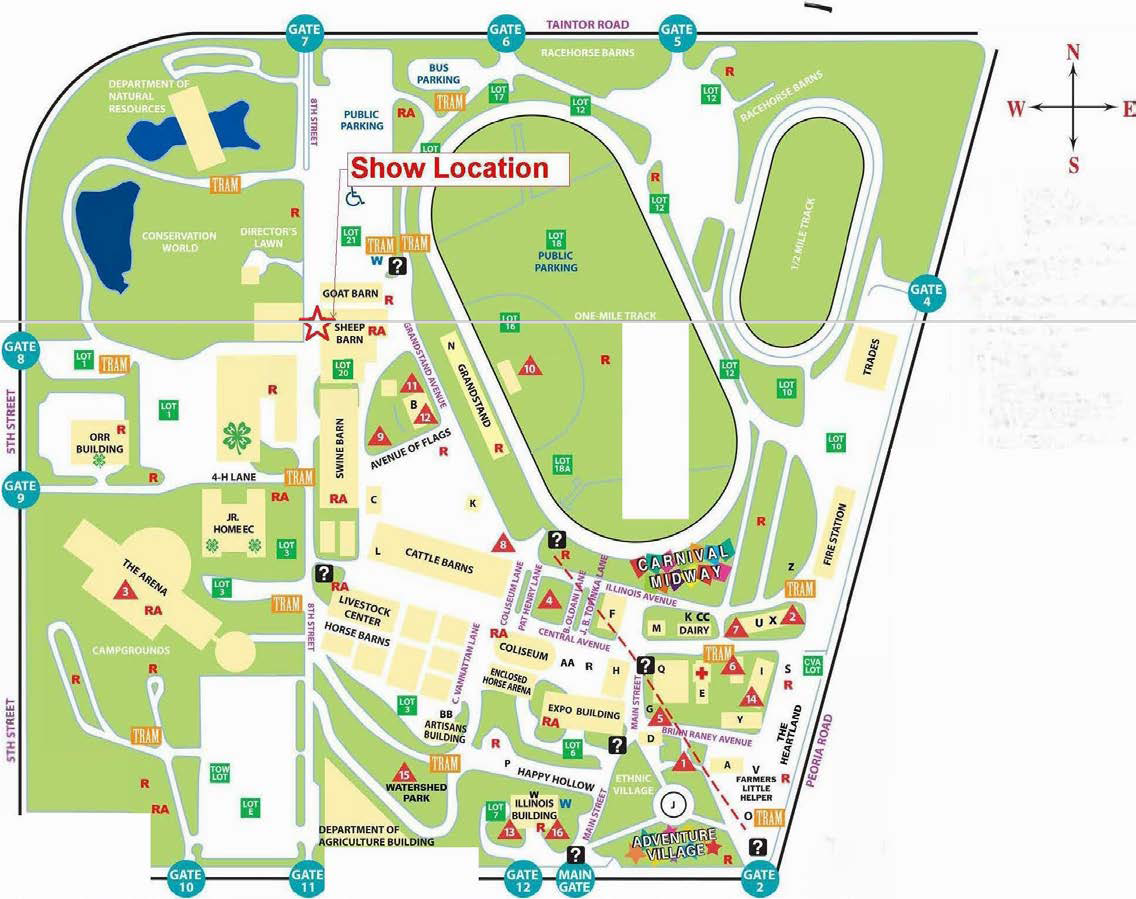 TAINTOR ROAD
GATE
7
GATE
6
GATE
5
N
W
E
S
RACEHORSE BARNS
DEPARTMENT OF
NATURAL
RESOURCES
8TH STREET
BUS
PARKING
TRAM
LOT
17
LOT
12
R
LOT
12
RACEHORSE BARNS
PUBLIC
PARKING
RA
LOT
Show Location
TRAM
R
LOT
12
R
CONSERVATION
WORLD
DIRECTOR'S
LAWN
LOT
21
TRAM
TRAM
W
?
LOT
18
PUBLIC
PARKING
1/2 MILE TRACK
GATE
4
GOAT BARN
R
SHEEP
BARN
RA
LOT
20
GRANDSTAND AVENUE
LOT
16
ONE-MILE TRACK
GATE
8
LOT
1
TRAM
N
GRANDSTAND
10
R
LOT
12
LOT
10
TRADES
5TH STREET
LOT
1
R
11
B
12
9
AVENUE OF FLAGS
R
R
ORR
BUILDING
R
SWINE BARN
RA
LOT
10
GATE
9
R
4-H LANE
TRAM
RA
LOT
18A
C
K
JR.
HOME EC
LOT
3
R
FIRE STATION
L
CATTLE BARNS
8
?
R
CARNIVAL
MIDWAY
Z
TRAM
THE ARENA
3
RA
LOT
3
TRAM
?
RA
LIVESTOCK
CENTER
HORSE BARNS
8TH STREET
COLISEUM LANE
PAT HENRY LANE
4
B. OLDANI LANE
J. B. TOVINKA LANE
ILLINOIS AVENUE
F
M
K CC
DAIRY
7
U X
2
CENTRAL AVENUE
RA
COLISEUM
AA
R
H
?
Q
TRAM
6
E
I
14
S
R
CVA
LOT
CAMPGROUNDS
R
R
C. VANNATTAN LANE
ENCLOSED
HORSE ARENA
EXPO BUILDING
RA
MAIN STREET
G
5
Y
D
BRIAN RANEY AVENUE
THE
HEARTLAND
PEORIA ROAD
5TH STREET
LOT
3
BB
ARTISANS
BUILDING
TRAM
R
LOT
6
?
TRAM
P
HAPPY HOLLOW
ETHNIC
VILLAGE
1
A
V
FARMERS
LITTLE
HELPER
R
TOW
LOT
R
RA
LOT
E
15
WATERSHED
PARK
W
ILLINOIS
BUILDING
W
LOT
7
13
R
16
MAIN STREET
J
O
TRAM
DEPARTMENT OF
AGRICULTURE BUILDING
ADVENTURE
VILLAGE
R
?
?
GATE
10
GATE
11
GATE
12
MAIN
GATE
GATE
2